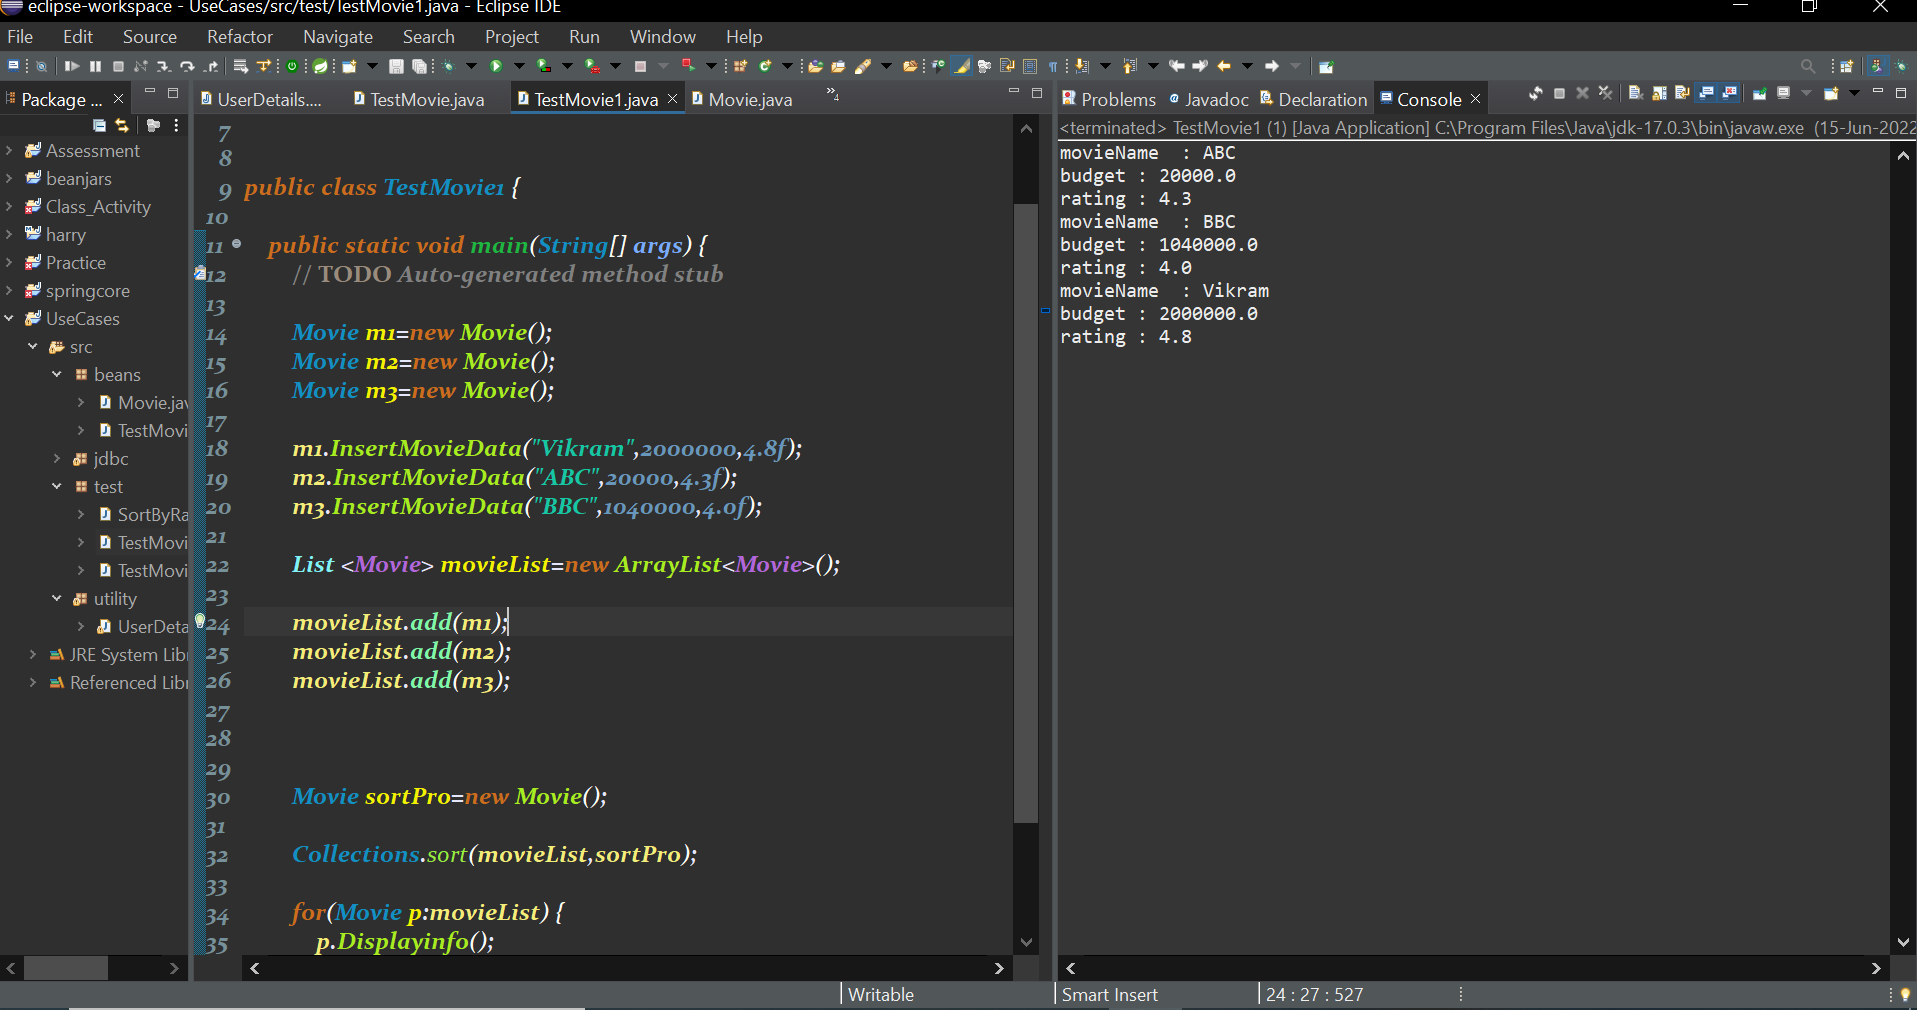 eclipse-workspace - UseCases/src/test/TestMovie1.java - Eclipse IDE
File Edit Source Refactor Navigate Search Project Run Window Help
Package ...
UserDetails.... TestMovie.java TestMovie1.java Movie.java »4
Problems Javadoc Declaration Console
Assessment
beanjars
Class_Activity
harry
Practice
springcore
UseCases
src
beans
Movie.jav
TestMovi
jdbc
test
SortByRa
TestMovi
TestMovi
utility
UserDeta
JRE System Libr
Referenced Libr
7
8
9 public class TestMovie1 {
10
11 public static void main(String[] args) {
12 // TODO Auto-generated method stub
13
14 Movie m1=new Movie();
15 Movie m2=new Movie();
16 Movie m3=new Movie();
17
18 m1.InsertMovieData("Vikram",2000000,4.8f);
19 m2.InsertMovieData("ABC",20000,4.3f);
20 m3.InsertMovieData("BBC",1040000,4.0f);
21
22 List <Movie> movieList=new ArrayList<Movie>();
23
24 movieList.add(m1);
25 movieList.add(m2);
26 movieList.add(m3);
27
28
29
30 Movie sortPro=new Movie();
31
32 Collections.sort(movieList,sortPro);
33
34 for(Movie p:movieList) {
35 p.Displayinfo();
<terminated> TestMovie1 (1) [Java Application] C:\Program Files\Java\jdk-17.0.3\bin\javaw.exe (15-Jun-2022
movieName  : ABC
budget : 20000.0
rating : 4.3
movieName  : BBC
budget : 1040000.0
rating : 4.0
movieName  : Vikram
budget : 2000000.0
rating : 4.8
Writable Smart Insert 24 : 27 : 527